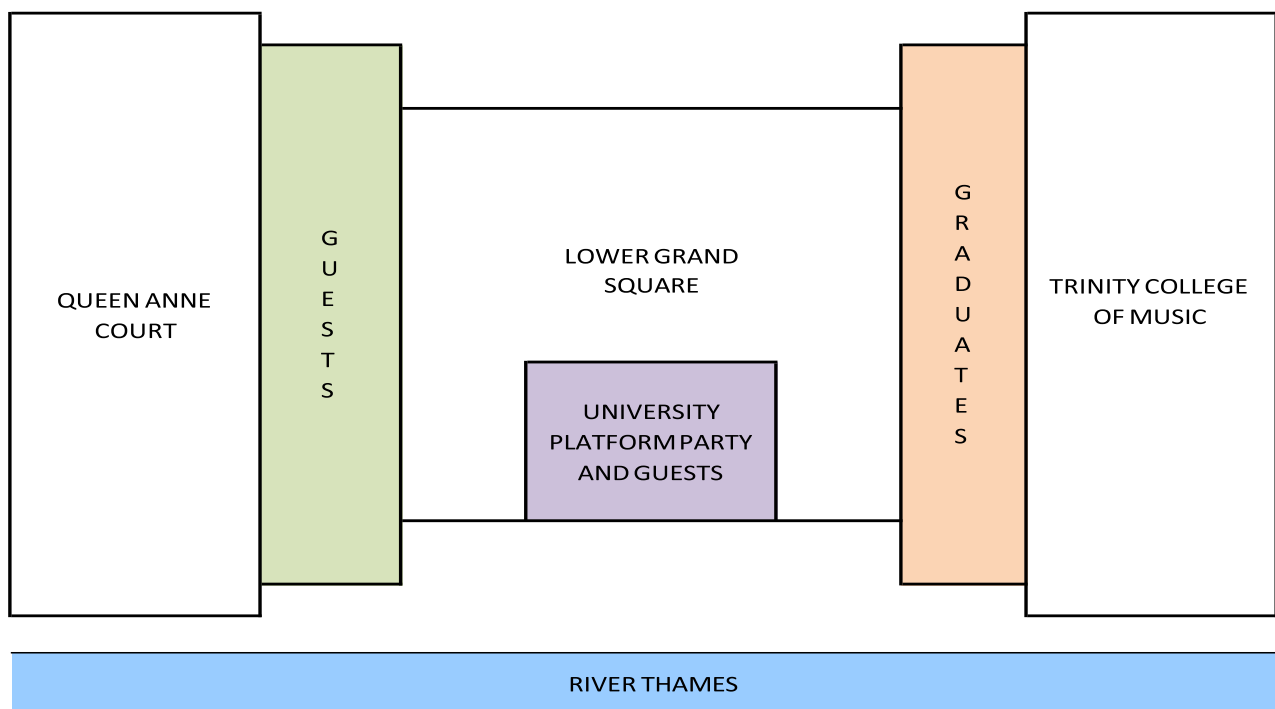 QUEEN ANNE
COURT
G
U
E
S
T
S
LOWER GRAND
SQUARE
UNIVERSITY
PLATFORM PARTY
AND GUESTS
G
R
A
D
U
A
T
E
S
TRINITY COLLEGE
OF MUSIC
RIVER THAMES